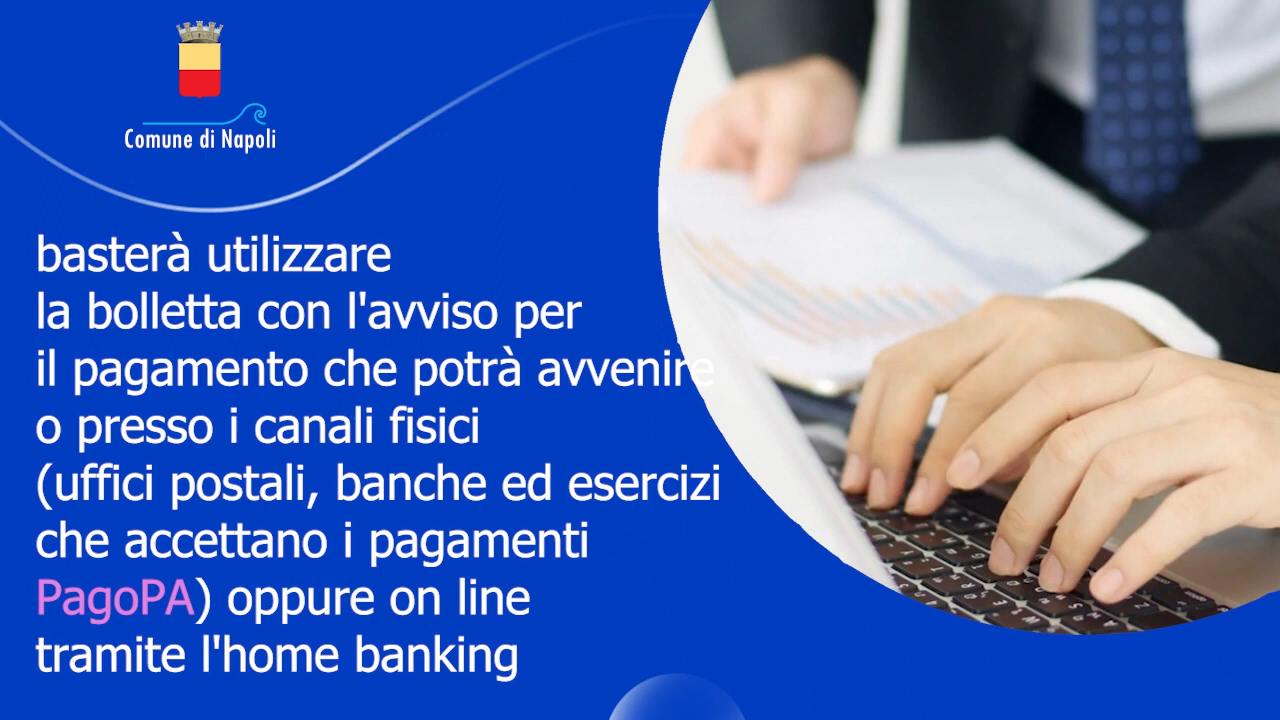 Comune di Napoli
basterà utilizzare
la bolletta con l'avviso per
il pagamento che potrà avvenire
o presso i canali fisici
(uffici postali, banche ed esercizi
che accettano i pagamenti
PagoPA) oppure on line
tramite l'home banking